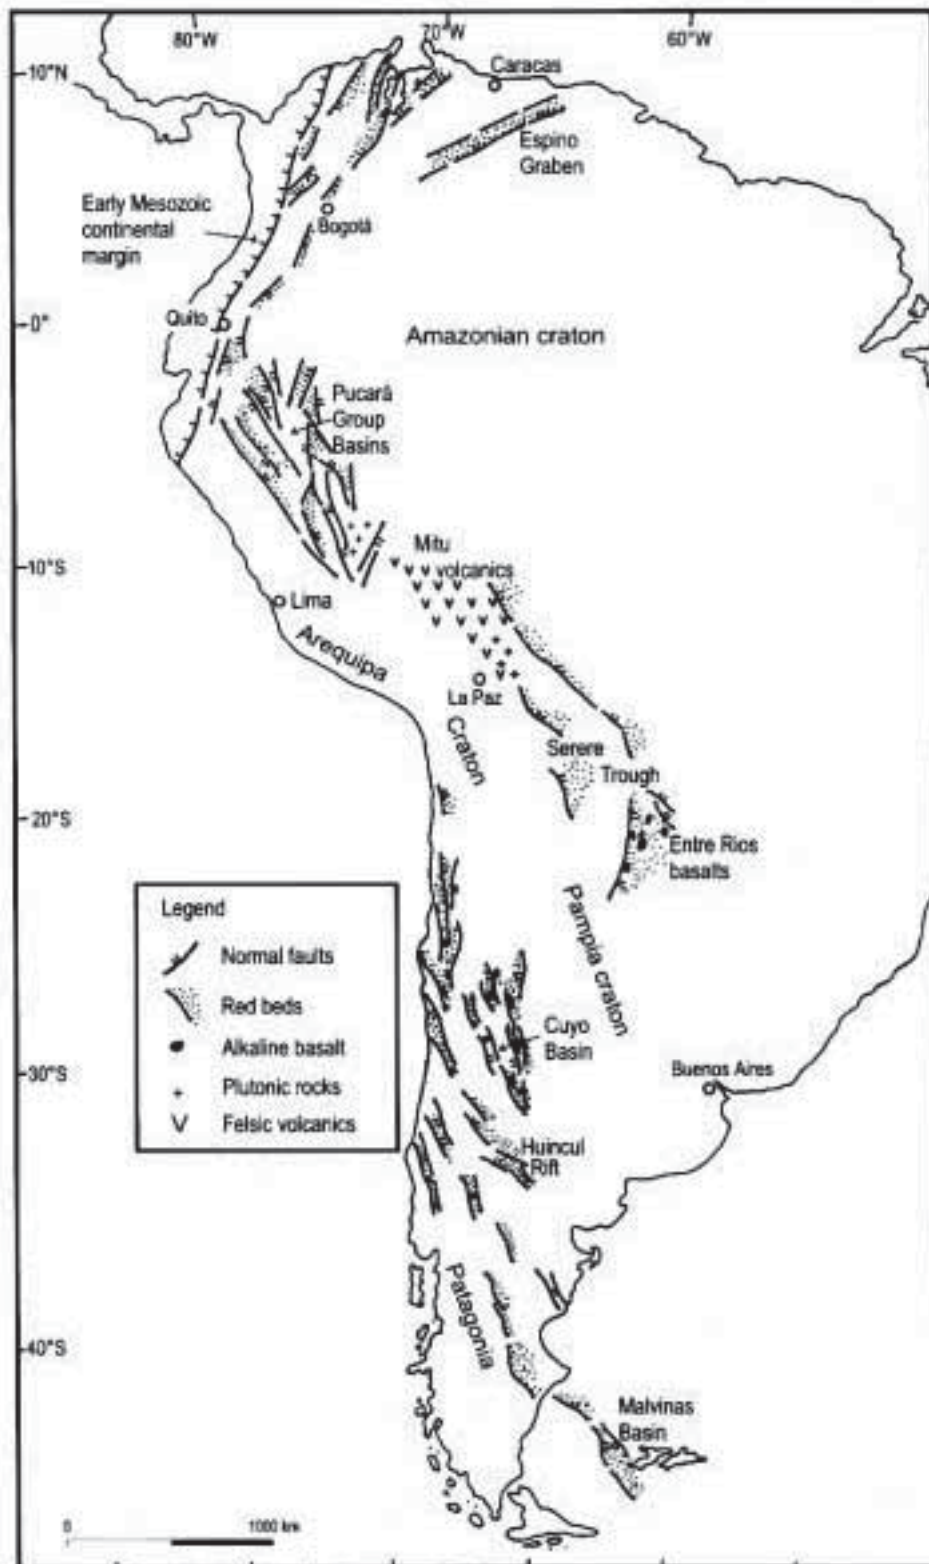 80°W
70°W
60°W
10°N
Caracas
Espino
Graben
Early Mesozoic
continental
margin
Bogotá
0°
Quito
Amazonian craton
Pucará
Group
Basins
10°S
Mitu
volcanics
Lima
Arequipa
La Paz
Craton
Serere
Trough
20°S
Entre Rios
basalts
Legend
Normal faults
Red beds
Alkaline basalt
Plutonic rocks
Felsic volcanics
Pampia craton
Cuyo
Basin
30°S
Buenos Aires
Huincul
Rift
Patagonia
40°S
Malvinas
Basin
0
1000 km